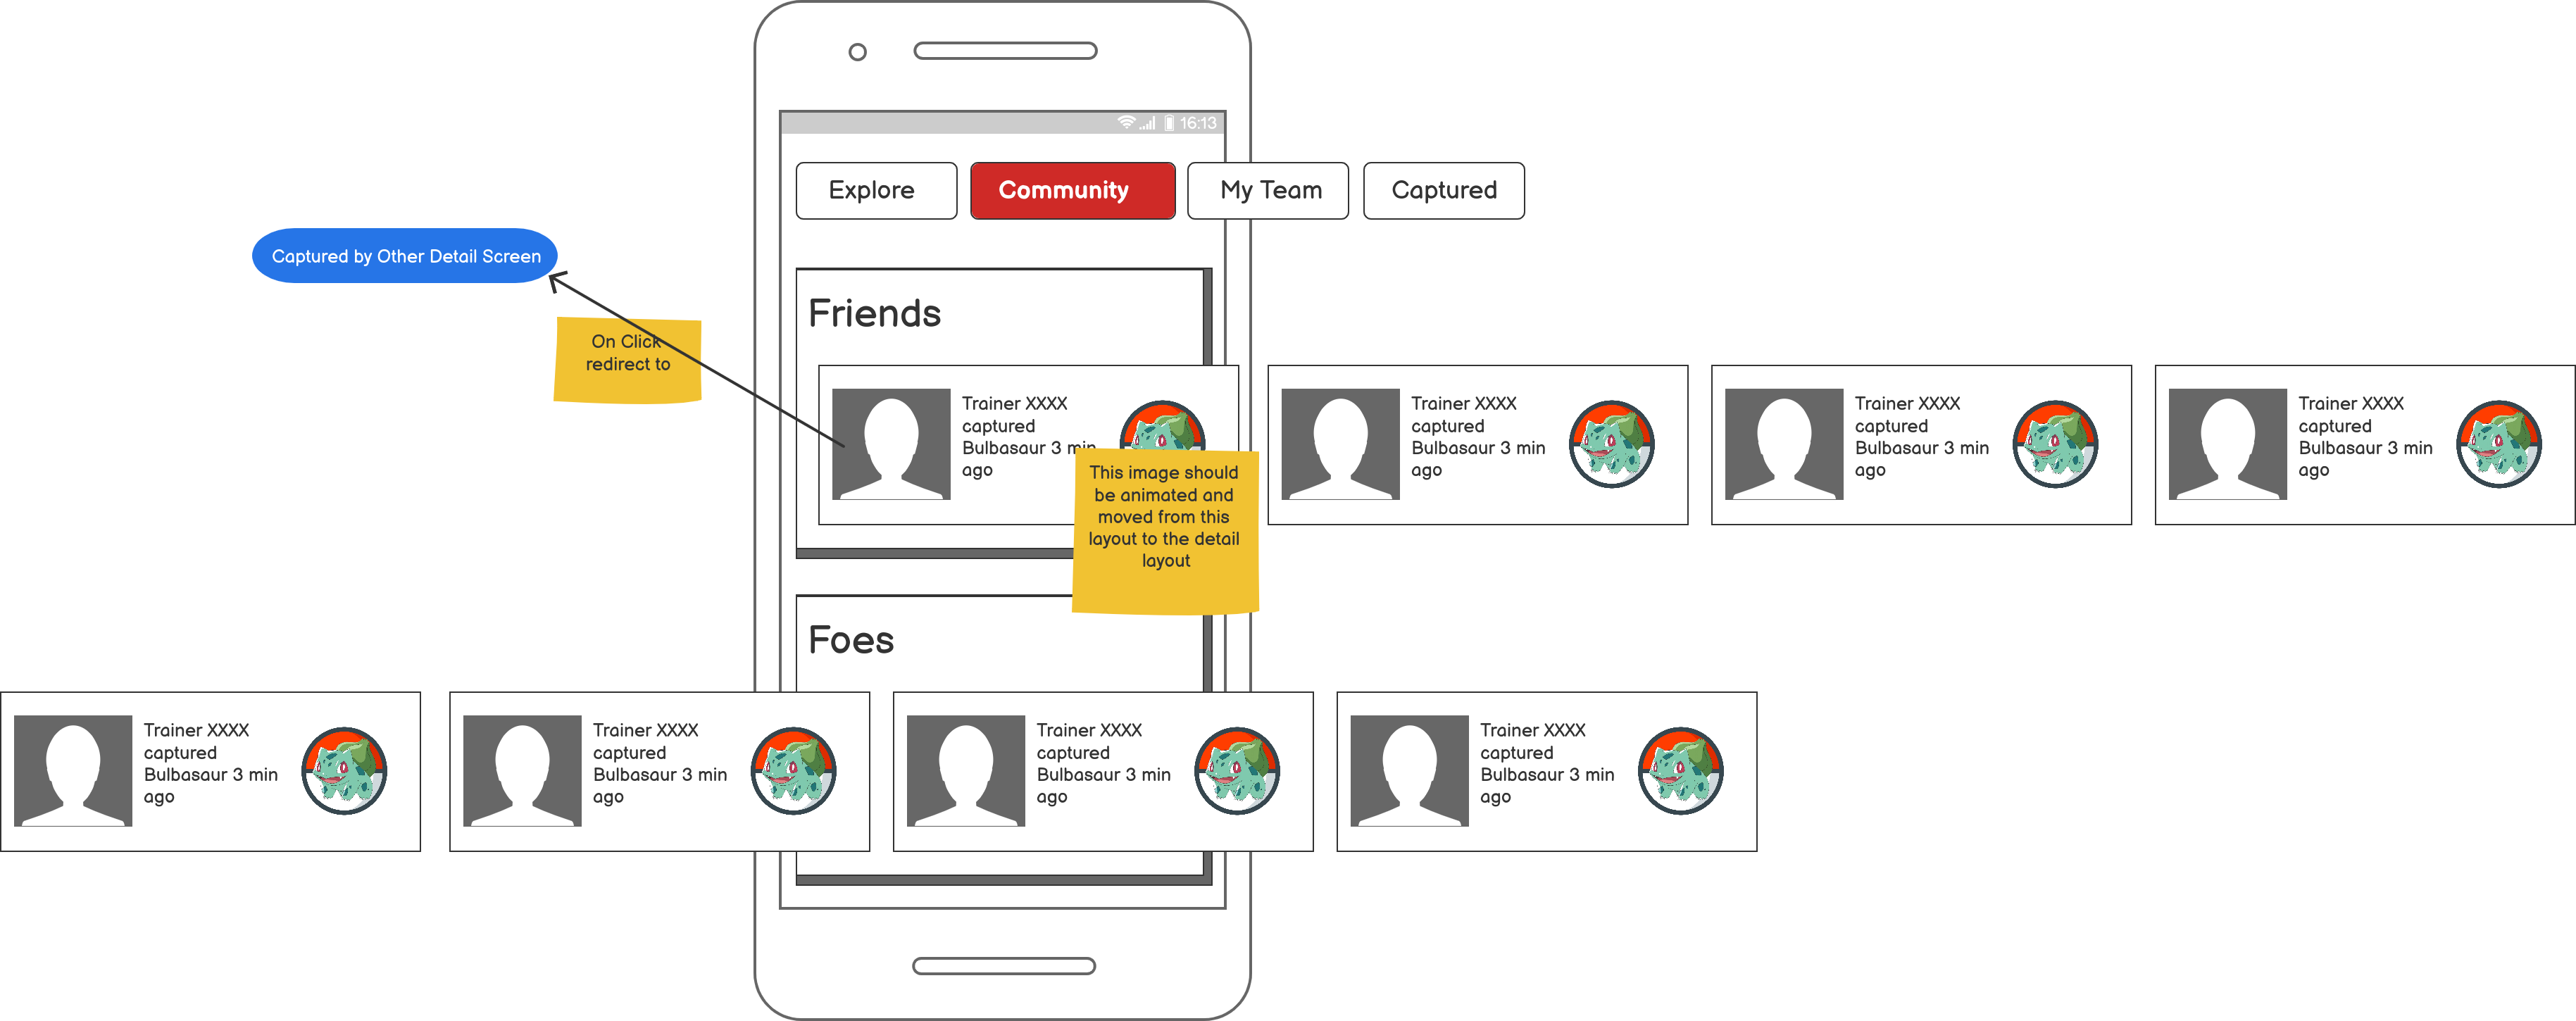 16:13
Explore
Community
My Team
Captured
Captured by Other Detail Screen
On Click
redirect to
Friends
Trainer XXXX
captured
Bulbasaur 3 min
ago
This image should
be animated and
moved from this
layout to the detail
layout
Trainer XXXX
captured
Bulbasaur 3 min
ago
Trainer XXXX
captured
Bulbasaur 3 min
ago
Trainer XXXX
captured
Bulbasaur 3 min
ago
Foes
Trainer XXXX
captured
Bulbasaur 3 min
ago
Trainer XXXX
captured
Bulbasaur 3 min
ago
Trainer XXXX
captured
Bulbasaur 3 min
ago
Trainer XXXX
captured
Bulbasaur 3 min
ago